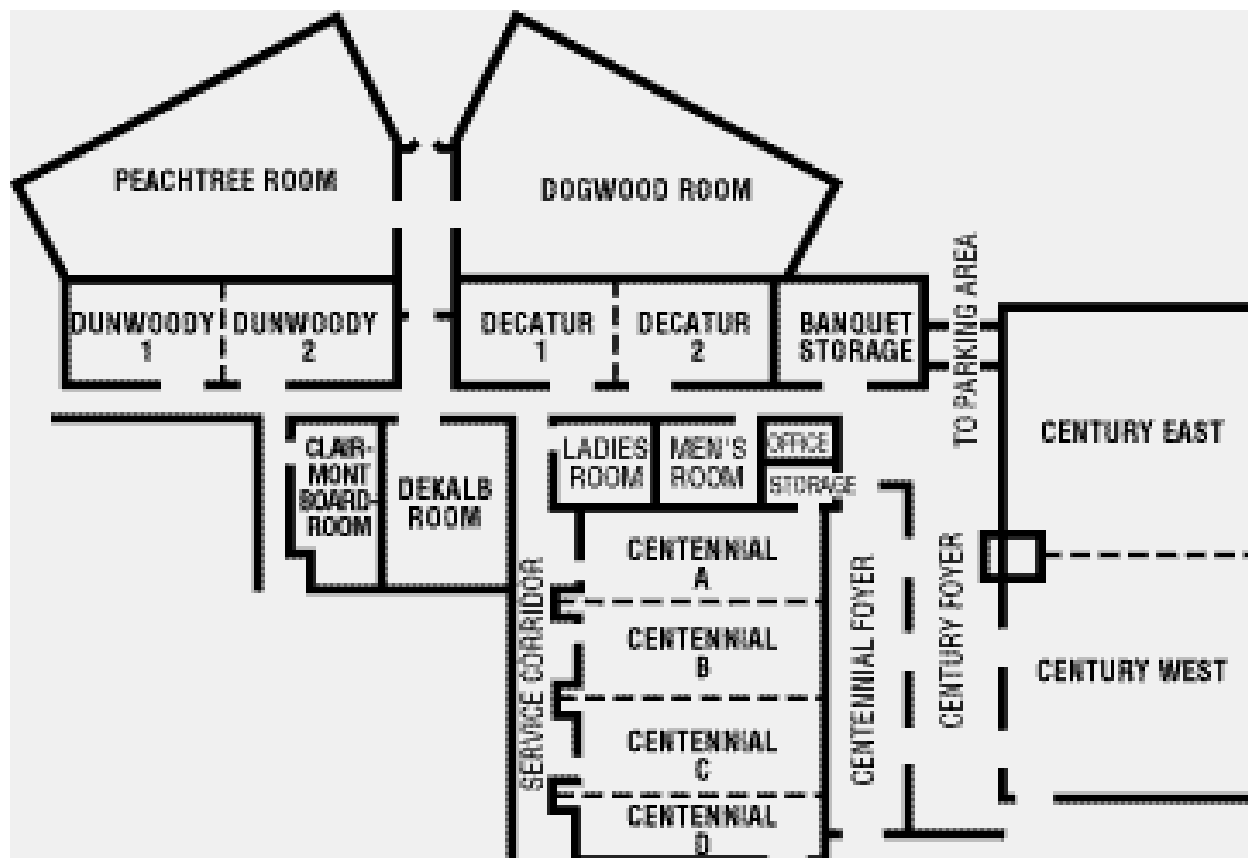 PEACHTREE ROOM
DOGWOOD ROOM
DUNWOODY
1
DUNWOODY
2
DECATUR
1
DECATUR
2
BANQUET
STORAGE
TO PARKING AREA
CENTURY EAST
CLAIR-
MONT
BOARD-
ROOM
DEKALB
ROOM
LADIES
ROOM
MEN'S
ROOM
OFFICE
STORAGE
SERVICE CORRIDOR
CENTENNIAL
A
CENTENNIAL
B
CENTENNIAL
C
CENTENNIAL
D
CENTENNIAL FOYER
CENTURY FOYER
CENTURY WEST